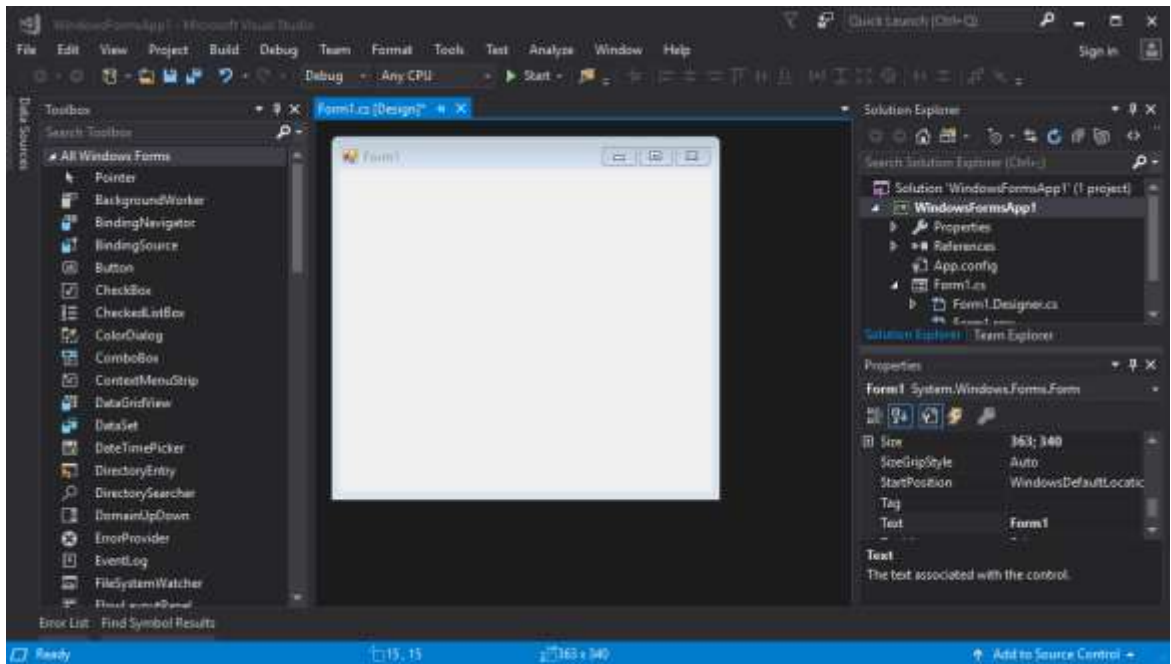 WindowsFormsApp1 - Microsoft Visual Studio
Quick Launch (Ctrl+Q)
File Edit View Project Build Debug Team Format Tools Test Analyze Window Help
Sign in
Debug Any CPU Start
Data Sources
Toolbox
Search Toolbox
All Windows Forms
Pointer
BackgroundWorker
BindingNavigator
BindingSource
Button
CheckBox
CheckedListBox
ColorDialog
ComboBox
ContextMenuStrip
DataGridView
DataSet
DateTimePicker
DirectoryEntry
DirectorySearcher
DomainUpDown
ErrorProvider
EventLog
FileSystemWatcher
FlowLayoutPanel
Form1.cs [Design]*
Form1
Solution Explorer
Search Solution Explorer (Ctrl+;)
Solution 'WindowsFormsApp1' (1 project)
WindowsFormsApp1
Properties
References
App.config
Form1.cs
Form1.Designer.cs
Solution Explorer Team Explorer
Properties
Form1 System.Windows.Forms.Form
Size 363; 340
SizeGripStyle Auto
StartPosition WindowsDefaultLocatic
Tag
Text Form1
Text
The text associated with the control.
Error List Find Symbol Results
Ready 15, 15 363 x 340 Add to Source Control